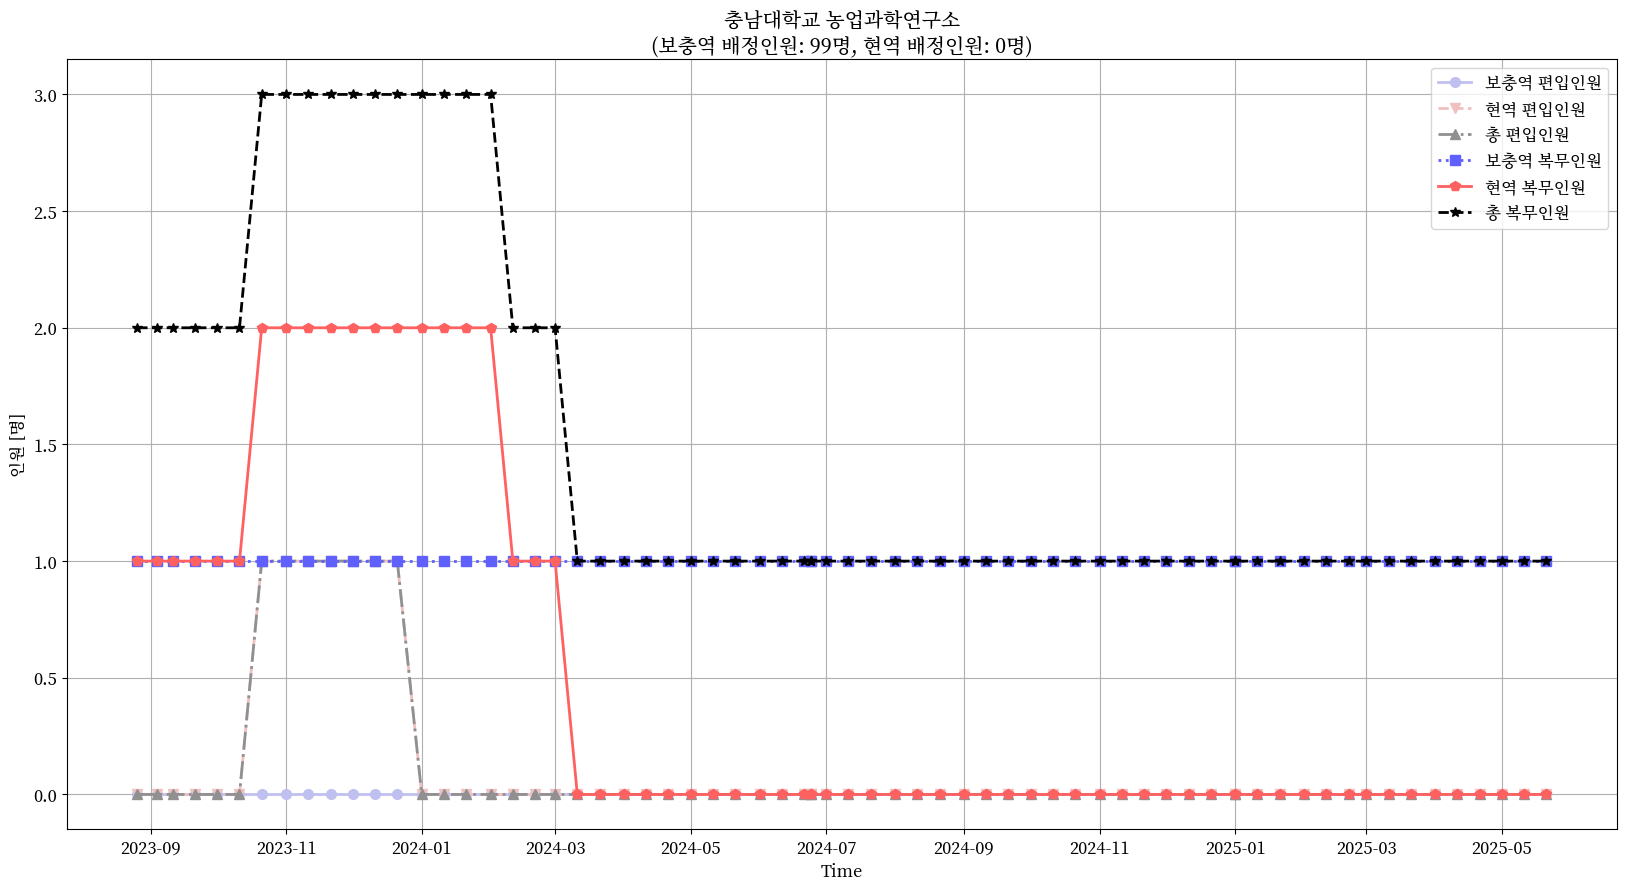 충남대학교 농업과학연구소
(보충역 배정인원: 99명, 현역 배정인원: 0명)
보충역 편입인원
현역 편입인원
총 편입인원
보충역 복무인원
현역 복무인원
총 복무인원
3.0
2.5
2.0
1.5
1.0
0.5
0.0
인원 [명]
2023-09
2023-11
2024-01
2024-03
2024-05
2024-07
2024-09
2024-11
2025-01
2025-03
2025-05
Time